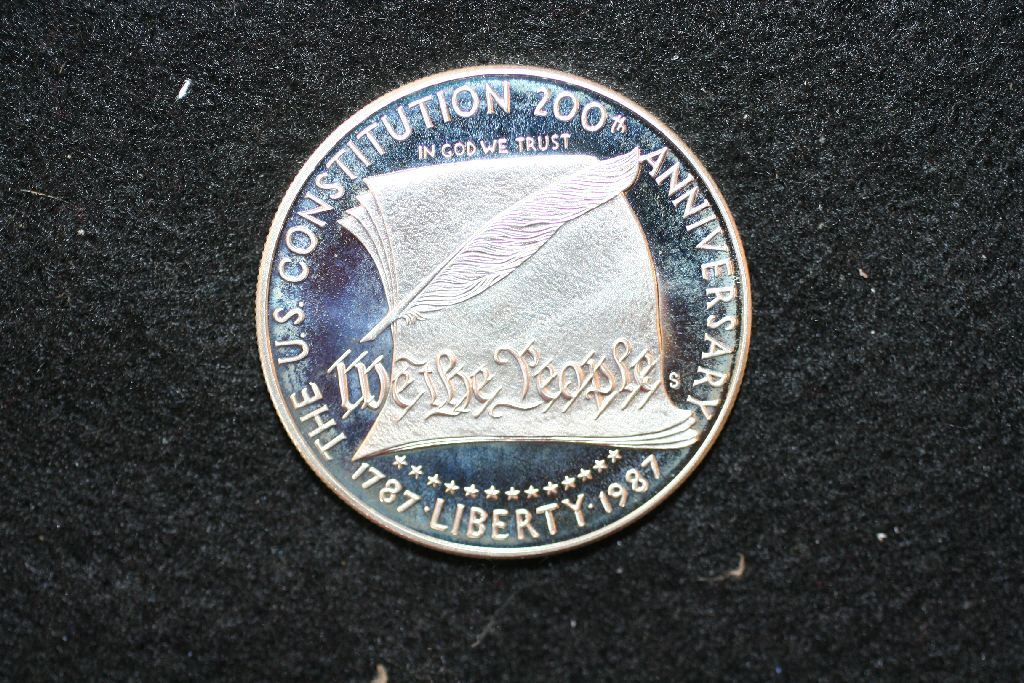 THE U.S. CONSTITUTION 200th ANNIVERSARY
IN GOD WE TRUST
We the People
S
1787 · LIBERTY · 1987